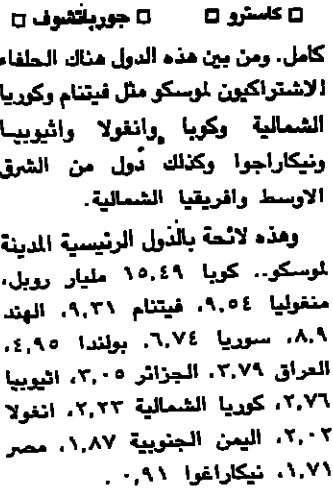 □ كاسترو □ □ جورباتشوف □
كامل. ومن بين هذه الدول هناك الحلفاء
الاشتراكيون لموسكو مثل فيتنام وكوريا
الشمالية وكوبا وانغولا واثيوبيا
ونيكاراجوا وكذلك دول من الشرق
الاوسط وافريقيا الشمالية.
وهذه لائحة بالدول الرئيسية المدينة
لموسكو.. كوبا ١٥,٤٩ مليار روبل،
منغوليا ٩,٥٤، فيتنام ٩,٣١، الهند
٨,٩، سوريا ٦,٧٤، بولندا ٤,٩٥،
العراق ٣,٧٩، الجزائر ٣,٠٥، اثيوبيا
٢,٧٦، كوريا الشمالية ٢,٢٣، انغولا
٢,٠٢، اليمن الجنوبية ١,٨٧، مصر
١,٧١، نيكاراغوا ٠,٩١ .